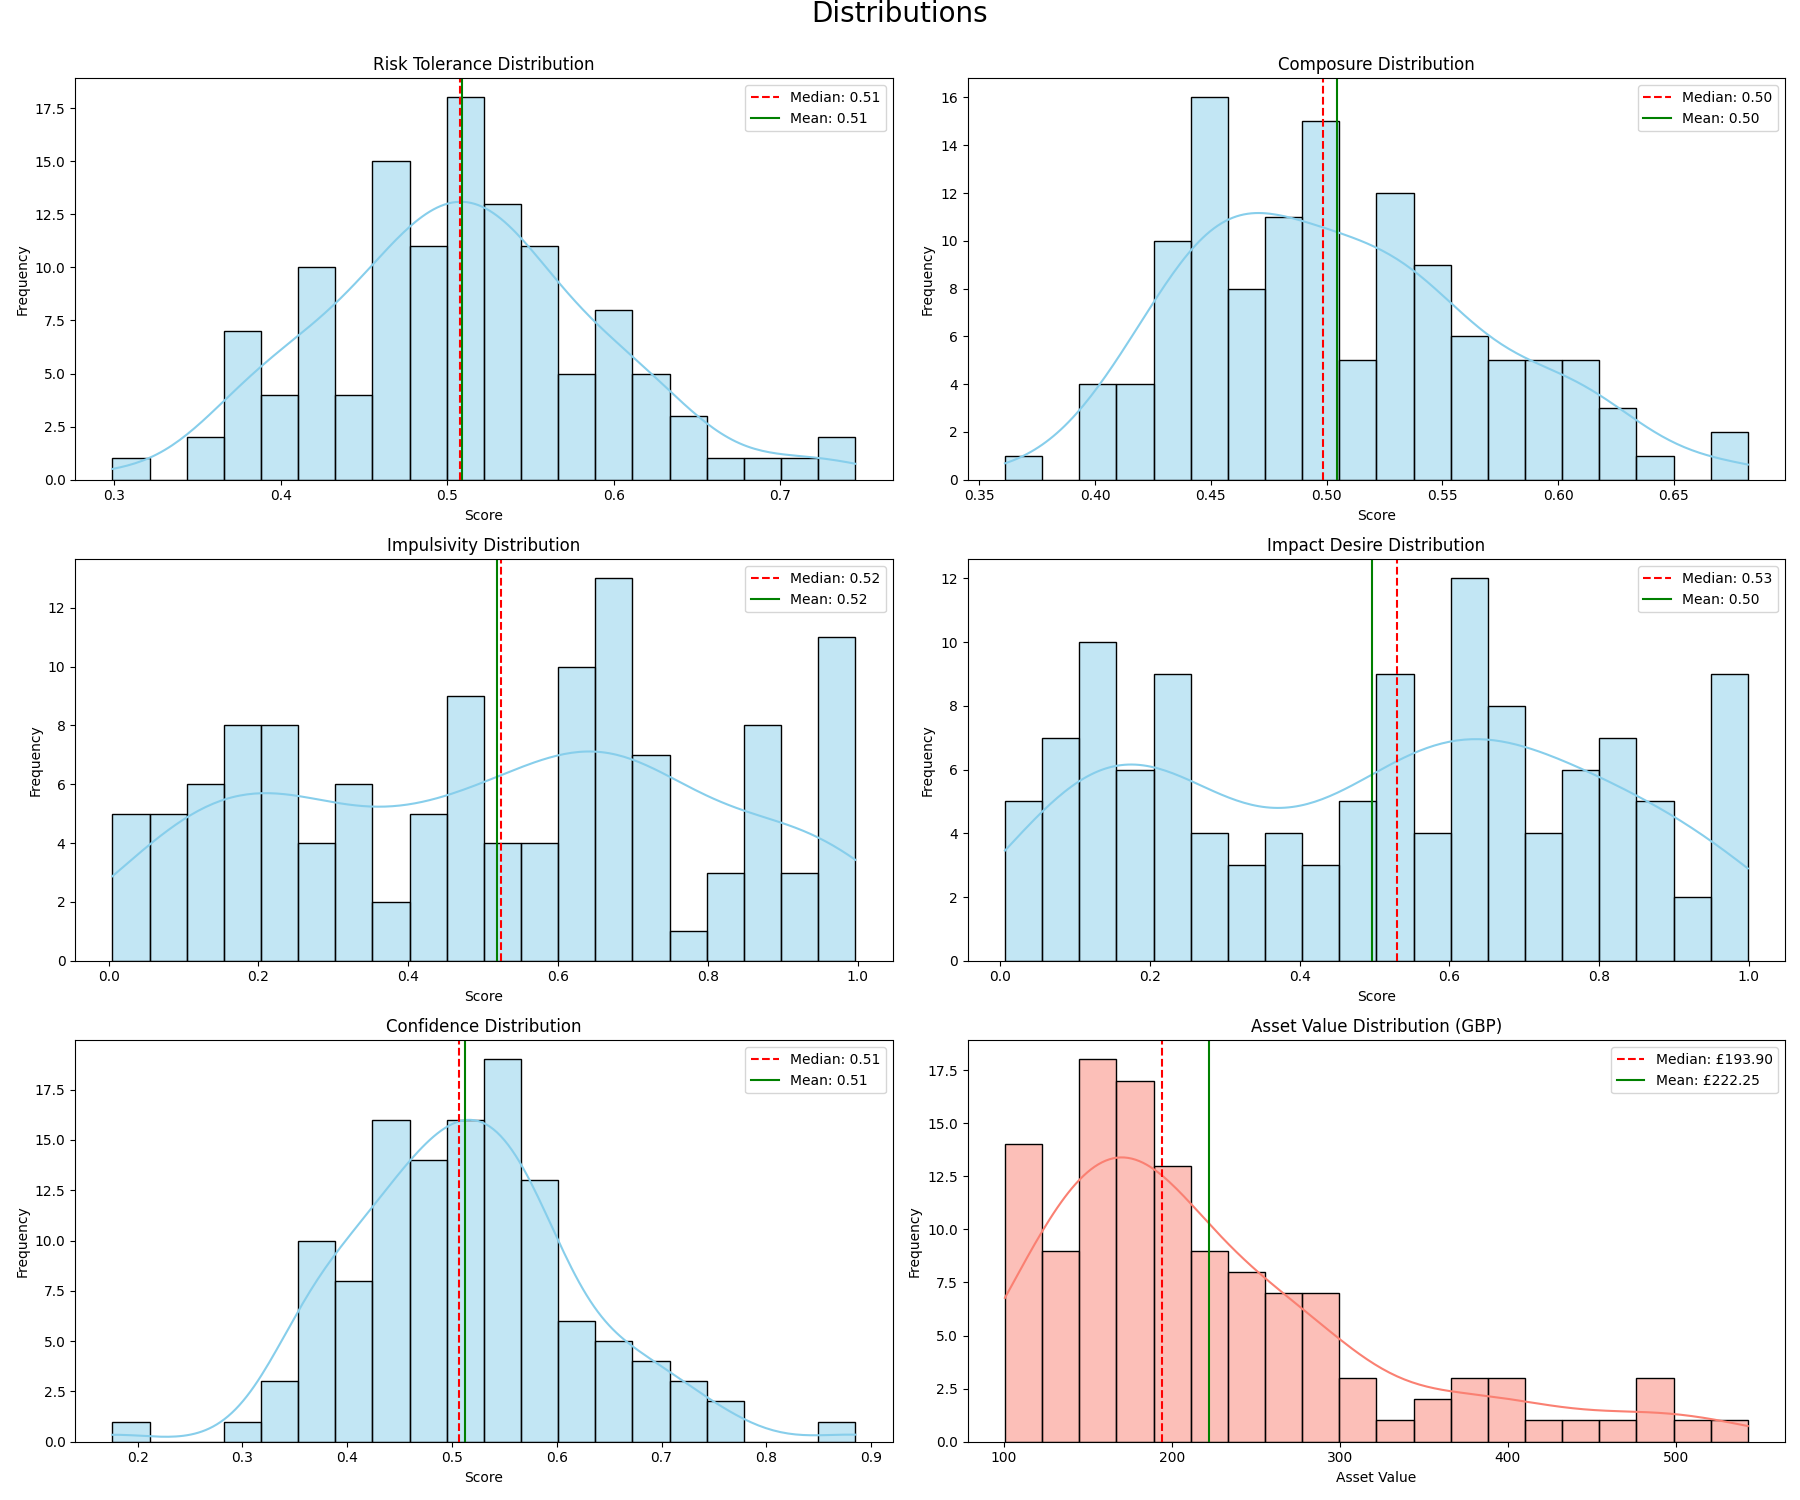 Distributions
Risk Tolerance Distribution
Median: 0.51
Mean: 0.51
Frequency
17.5
15.0
12.5
10.0
7.5
5.0
2.5
0.0
0.3 0.4 0.5 0.6 0.7
Score
Composure Distribution
Median: 0.50
Mean: 0.50
Frequency
16
14
12
10
8
6
4
2
0
0.35 0.40 0.45 0.50 0.55 0.60 0.65
Score
Impulsivity Distribution
Median: 0.52
Mean: 0.52
Frequency
12
10
8
6
4
2
0
0.0 0.2 0.4 0.6 0.8 1.0
Score
Impact Desire Distribution
Median: 0.53
Mean: 0.50
Frequency
12
10
8
6
4
2
0
0.0 0.2 0.4 0.6 0.8 1.0
Score
Confidence Distribution
Median: 0.51
Mean: 0.51
Frequency
17.5
15.0
12.5
10.0
7.5
5.0
2.5
0.0
0.2 0.3 0.4 0.5 0.6 0.7 0.8 0.9
Score
Asset Value Distribution (GBP)
Median: £193.90
Mean: £222.25
Frequency
17.5
15.0
12.5
10.0
7.5
5.0
2.5
0.0
100 200 300 400 500
Asset Value